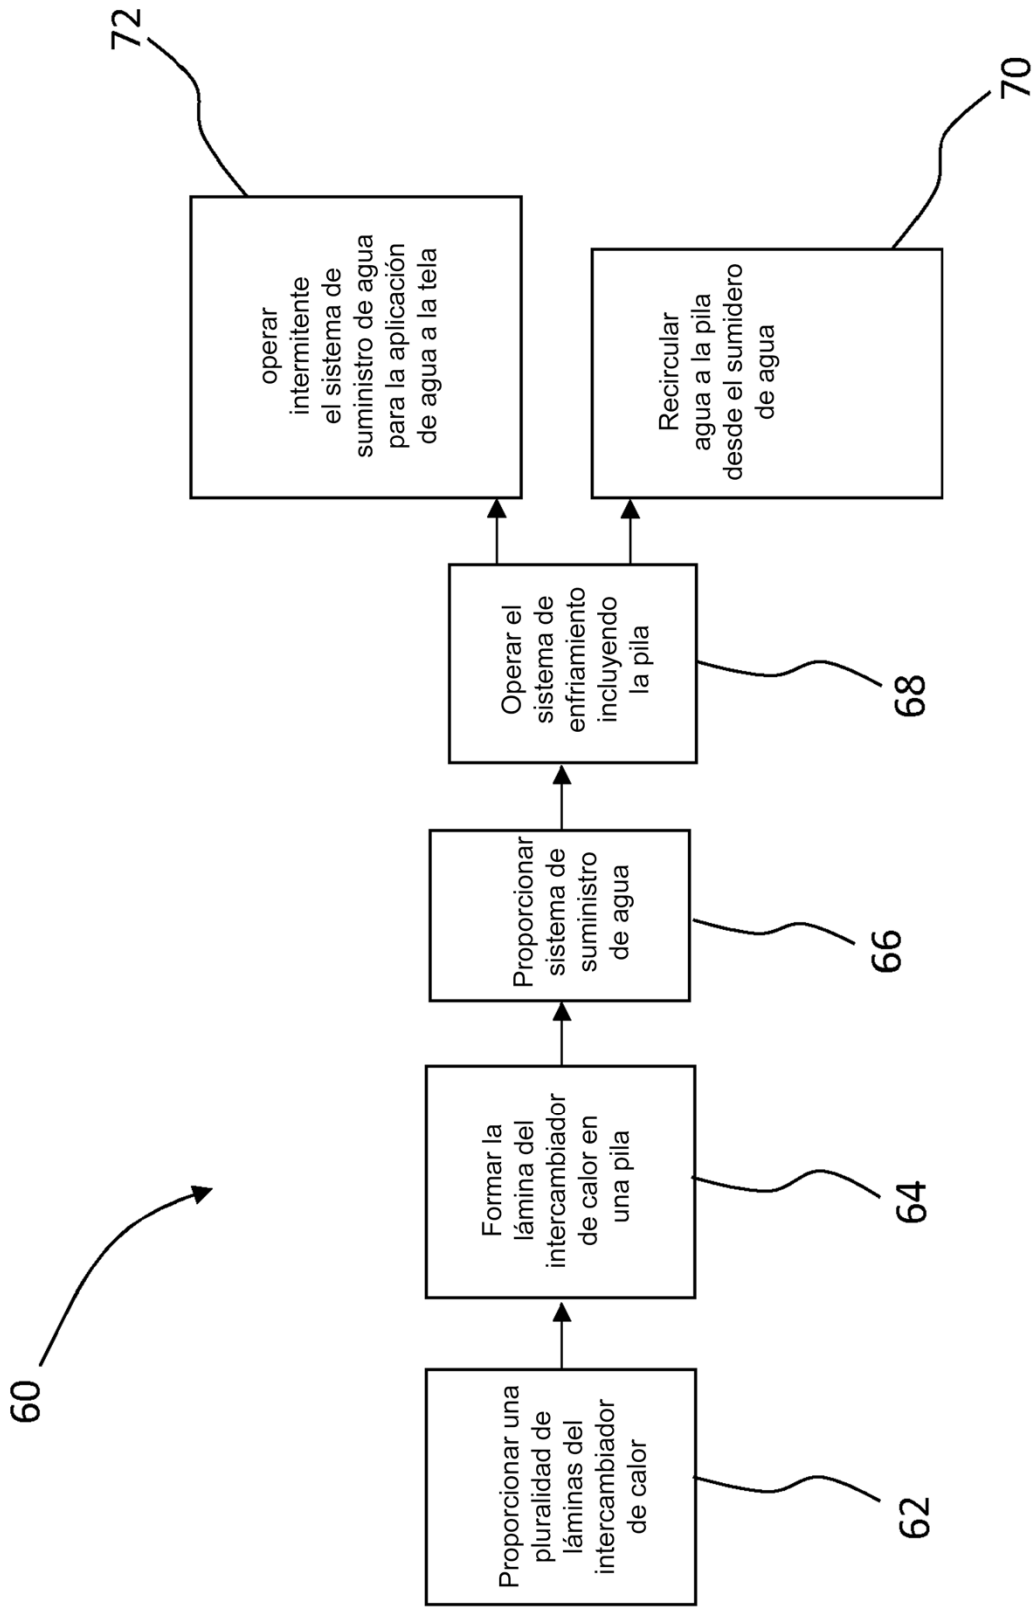 60
Proporcionar una
pluralidad de
láminas del
intercambiador
de calor
62
Formar la
lámina del
intercambiador
de calor en
una pila
64
Proporcionar
sistema de
suministro
de agua
66
Operar el
sistema de
enfriamiento
incluyendo
la pila
68
operar
intermitente
el sistema de
suministro de agua
para la aplicación
de agua a la tela
72
Recircular
agua a la pila
desde el sumidero
de agua
70